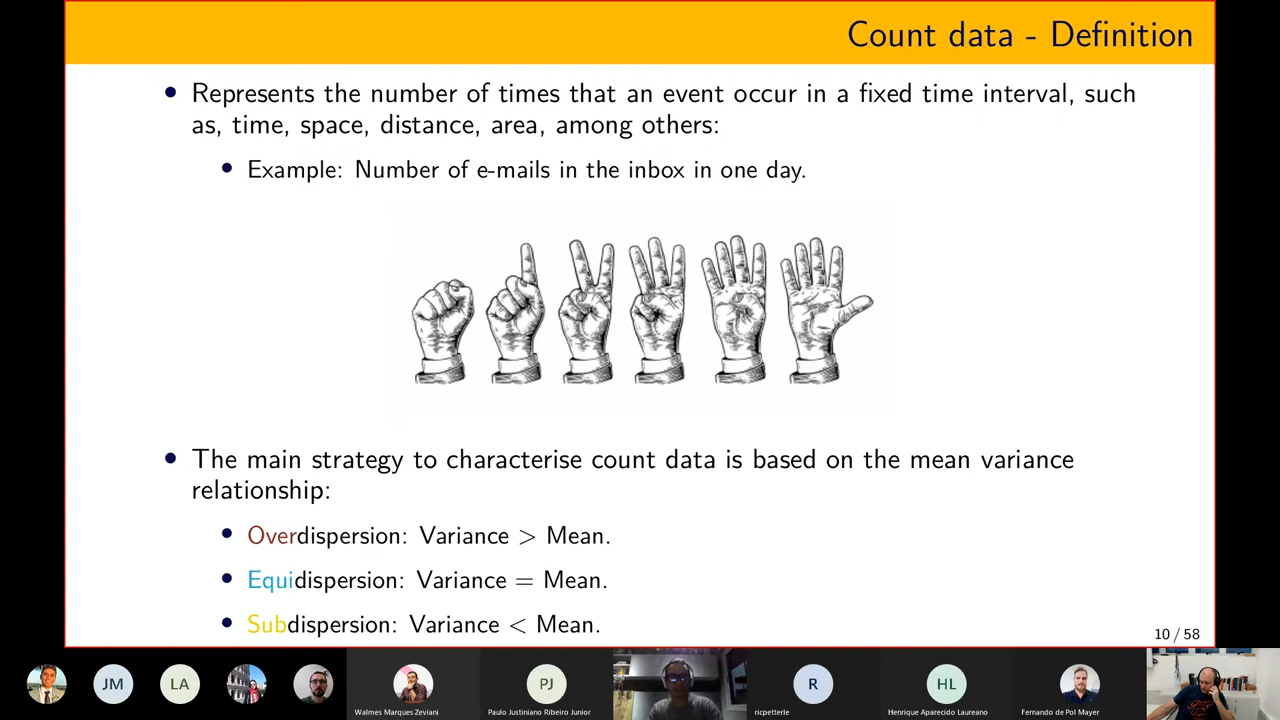 Count data - Definition
Represents the number of times that an event occur in a fixed time interval, such
as, time, space, distance, area, among others:
Example: Number of e-mails in the inbox in one day.
The main strategy to characterise count data is based on the mean variance
relationship:
Overdispersion: Variance > Mean.
Equidispersion: Variance = Mean.
Subdispersion: Variance < Mean.
10 / 58
JM
LA
Walmes Marques Zeviani
PJ
Paulo Justiniano Ribeiro Junior
R
ricpetterle
HL
Henrique Aparecido Laureano
Fernando de Pol Mayer